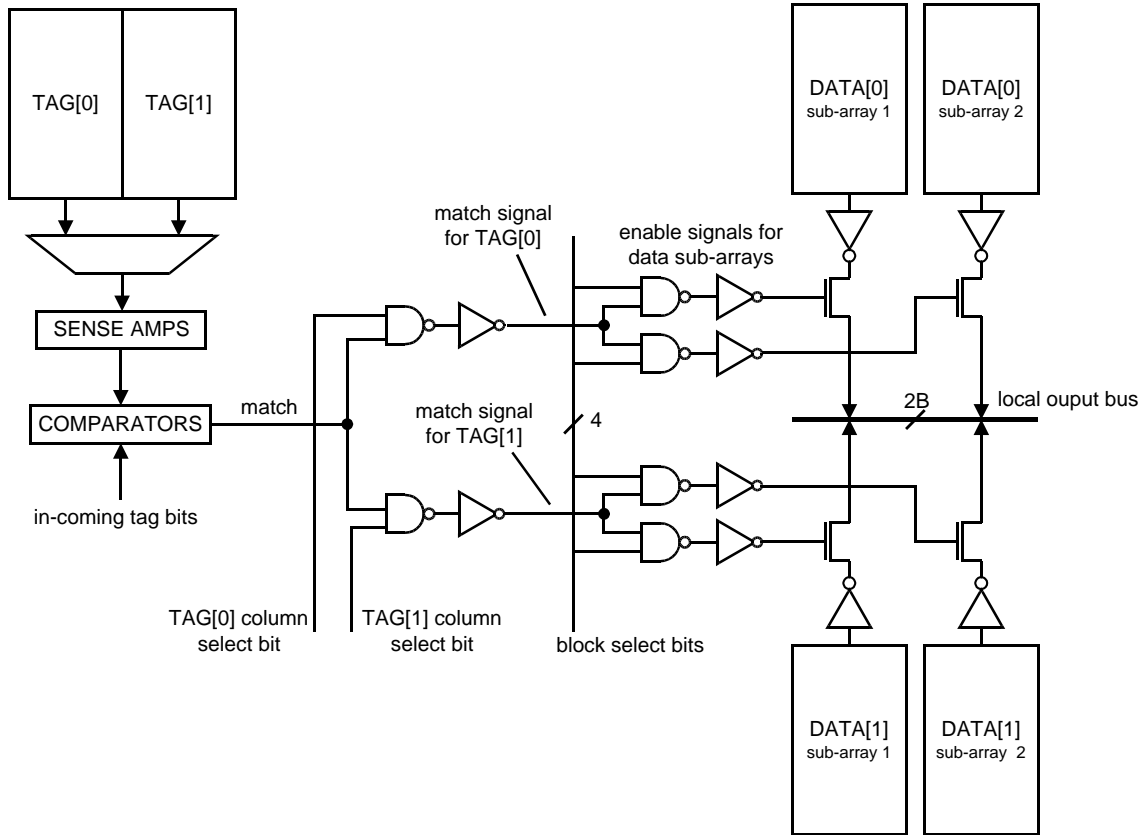 TAG[0]
TAG[1]
DATA[0]
sub-array 1
DATA[0]
sub-array 2
match signal
for TAG[0]
enable signals for
data sub-arrays
SENSE AMPS
COMPARATORS
match
match signal
for TAG[1]
4
2B
local ouput bus
in-coming tag bits
TAG[0] column
select bit
TAG[1] column
select bit
block select bits
DATA[1]
sub-array 1
DATA[1]
sub-array 2